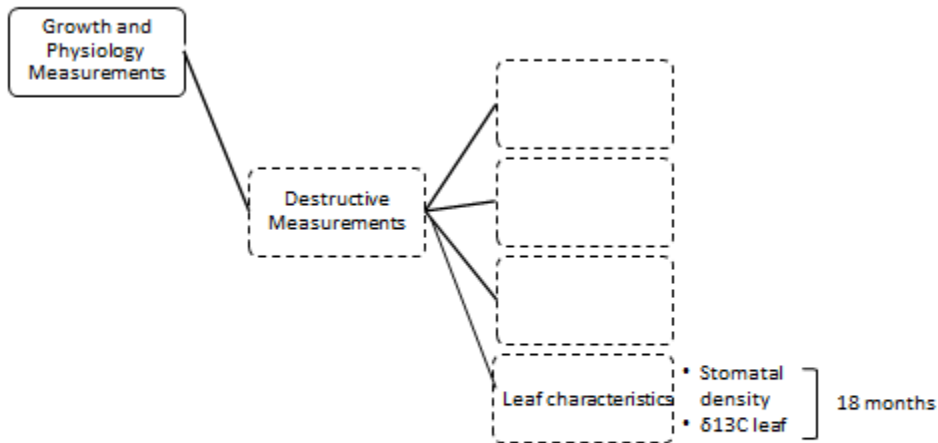 Growth and
Physiology
Measurements
Destructive
Measurements
Leaf characteristics
• Stomatal
density
• δ13C leaf
18 months